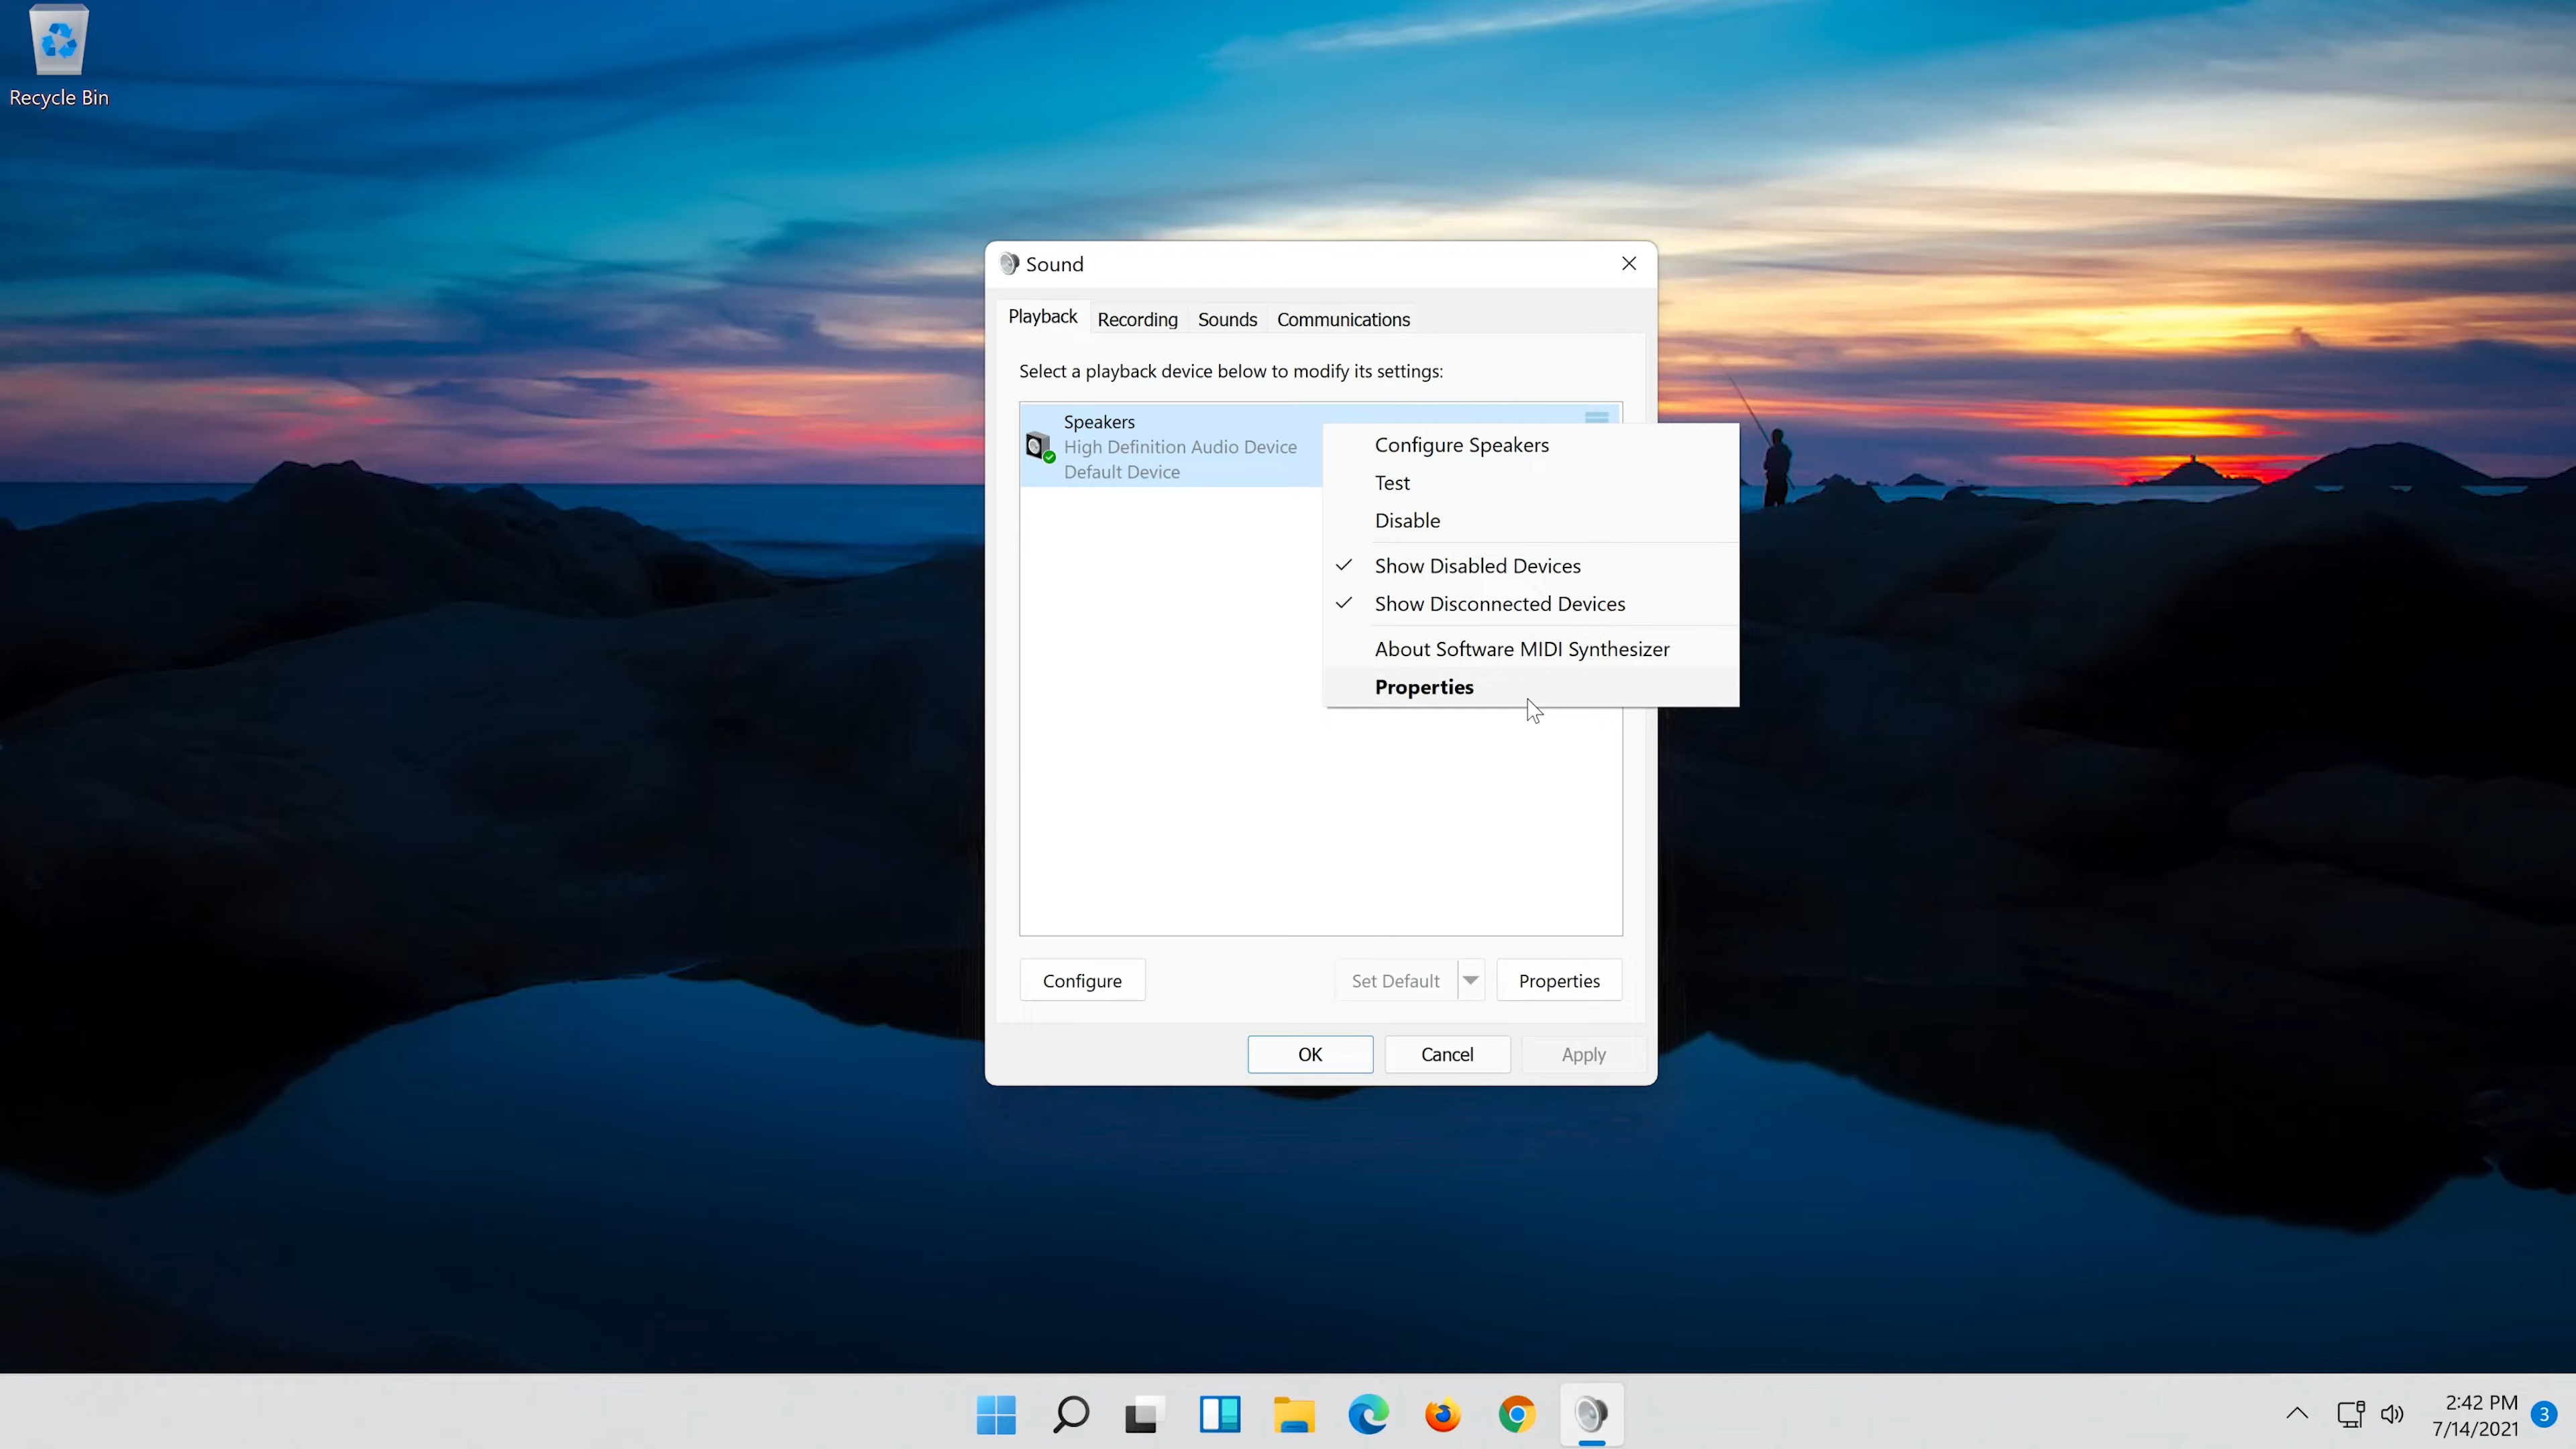 Recycle Bin
Sound
Playback Recording Sounds Communications
Select a playback device below to modify its settings:
Speakers
High Definition Audio Device
Default Device
Configure Speakers
Test
Disable
Show Disabled Devices
Show Disconnected Devices
About Software MIDI Synthesizer
Properties
Configure Set Default Properties
OK Cancel Apply
2:42 PM
7/14/2021
3